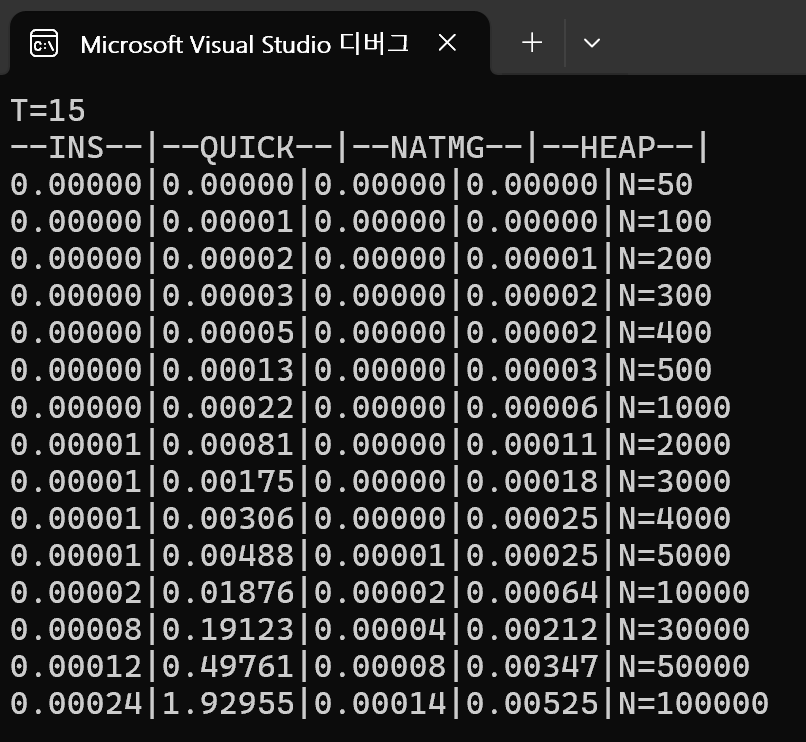 Microsoft Visual Studio 디버그
T=15
--INS--|--QUICK--|--NATMG--|--HEAP--|
0.00000|0.00000|0.00000|0.00000|N=50
0.00000|0.00001|0.00000|0.00000|N=100
0.00000|0.00002|0.00000|0.00001|N=200
0.00000|0.00003|0.00000|0.00002|N=300
0.00000|0.00005|0.00000|0.00002|N=400
0.00000|0.00013|0.00000|0.00003|N=500
0.00000|0.00022|0.00000|0.00006|N=1000
0.00001|0.00081|0.00000|0.00011|N=2000
0.00001|0.00175|0.00000|0.00018|N=3000
0.00001|0.00306|0.00000|0.00025|N=4000
0.00001|0.00488|0.00001|0.00025|N=5000
0.00002|0.01876|0.00002|0.00064|N=10000
0.00008|0.19123|0.00004|0.00212|N=30000
0.00012|0.49761|0.00008|0.00347|N=50000
0.00024|1.92955|0.00014|0.00525|N=100000